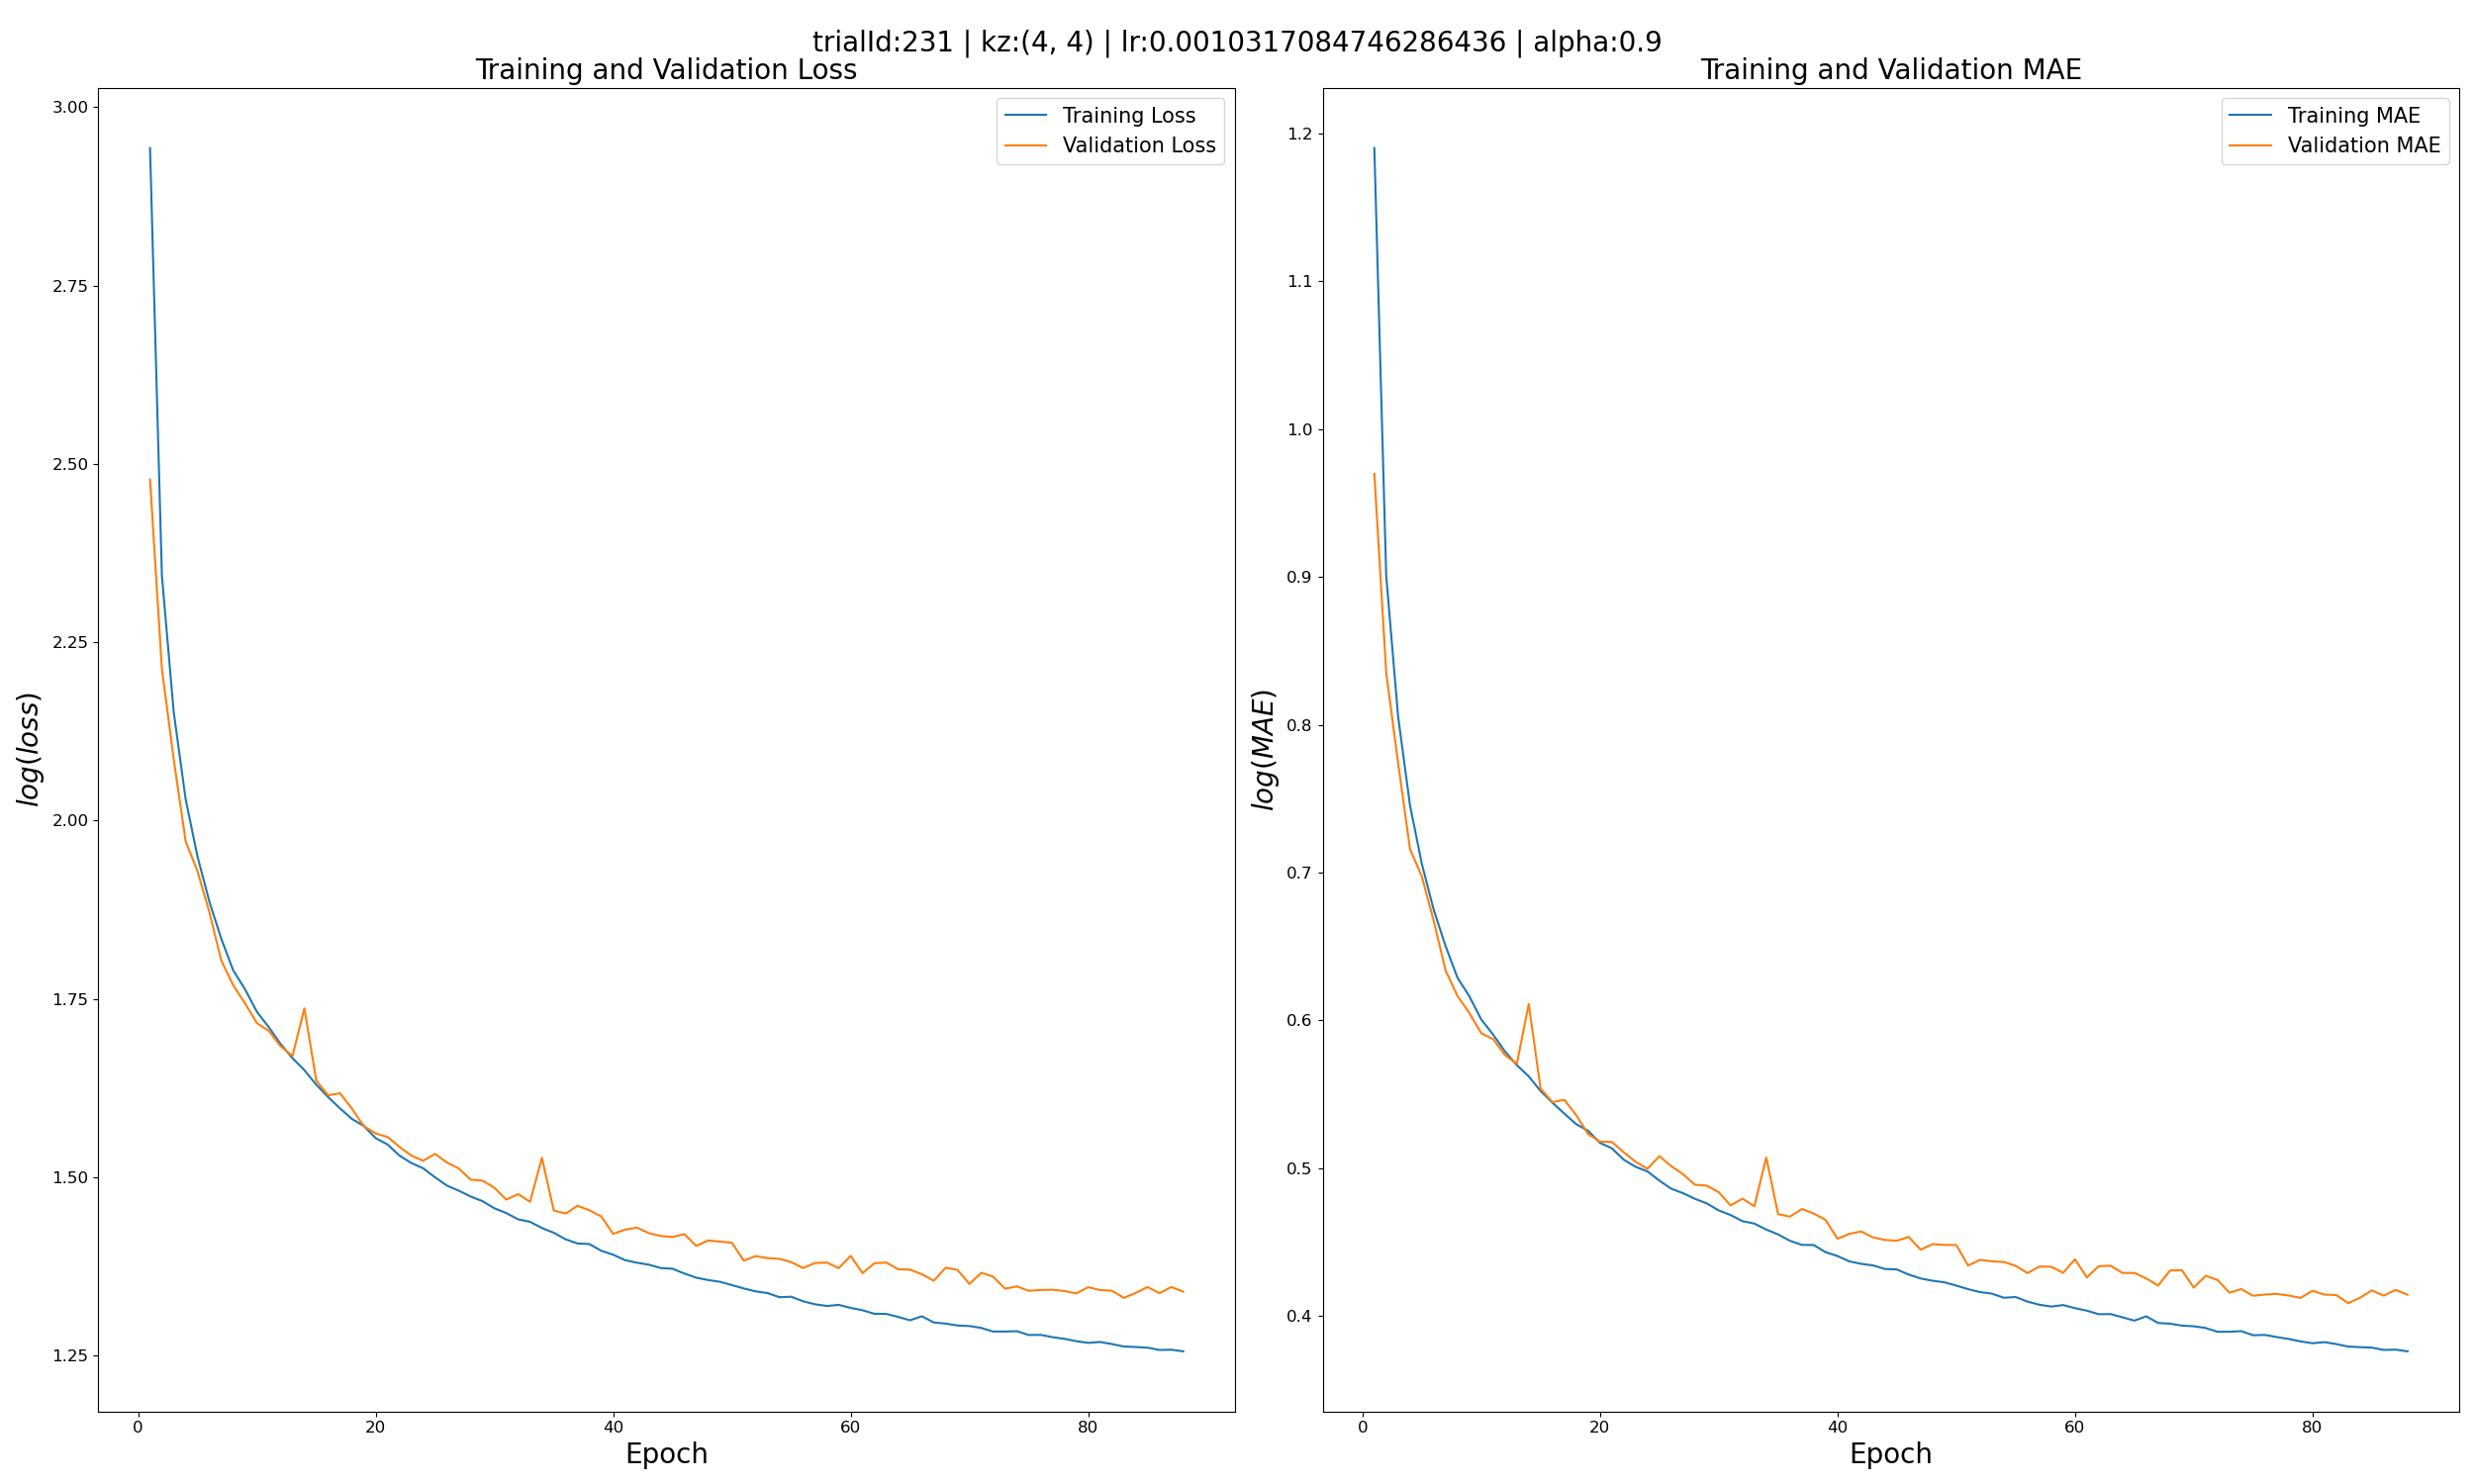 trialId:231 | kz:(4, 4) | lr:0.0010317084746286436 | alpha:0.9
Training and Validation Loss
Training Loss
Validation Loss
3.00
2.75
2.50
2.25
2.00
1.75
1.50
1.25
log(loss)
0 20 40 60 80
Epoch
Training and Validation MAE
Training MAE
Validation MAE
1.2
1.1
1.0
0.9
0.8
0.7
0.6
0.5
0.4
log(MAE)
0 20 40 60 80
Epoch